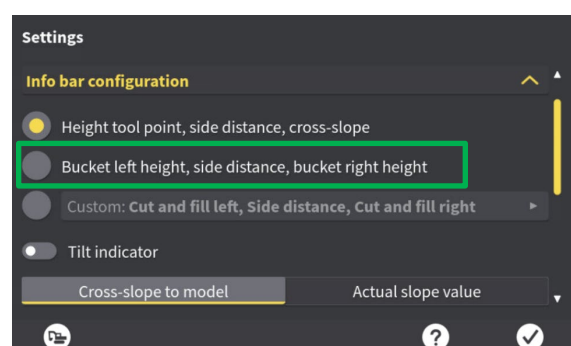 Settings
Info bar configuration
Height tool point, side distance, cross-slope
Bucket left height, side distance, bucket right height
Custom: Cut and fill left, Side distance, Cut and fill right
Tilt indicator
Cross-slope to model Actual slope value
?